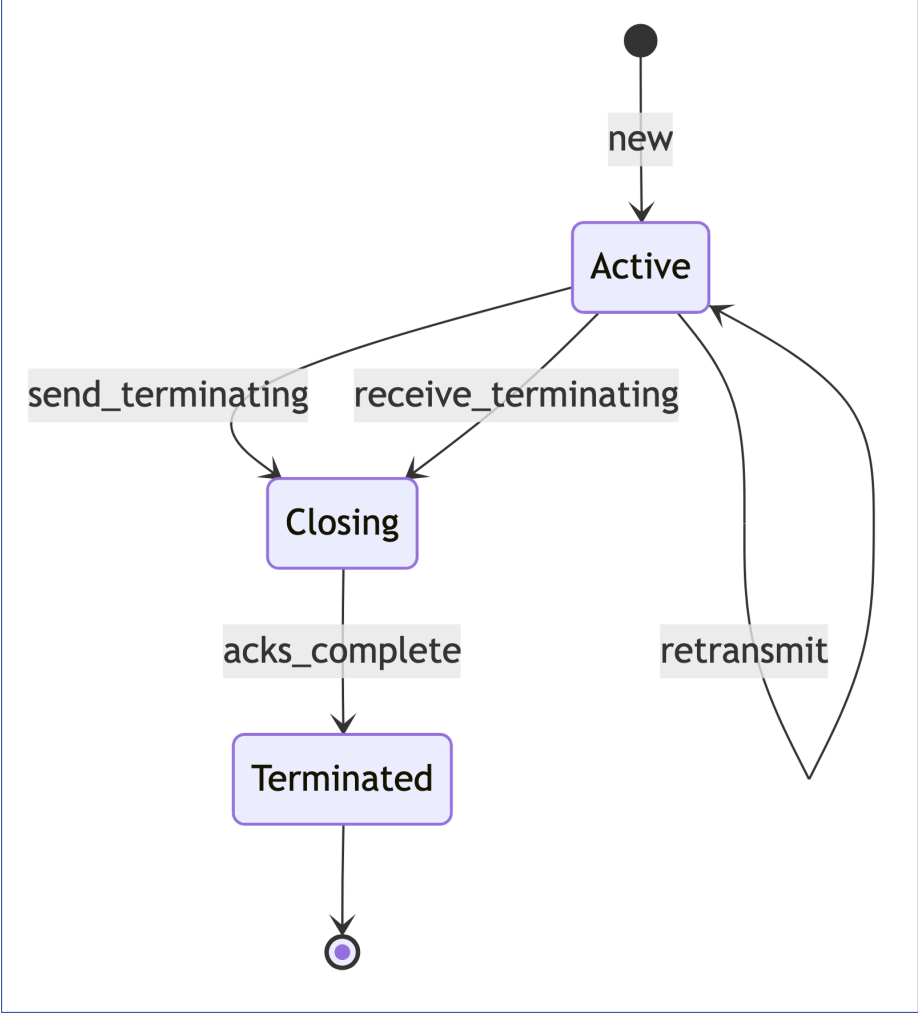 new
Active
send_terminating
receive_terminating
Closing
acks_complete
retransmit
Terminated